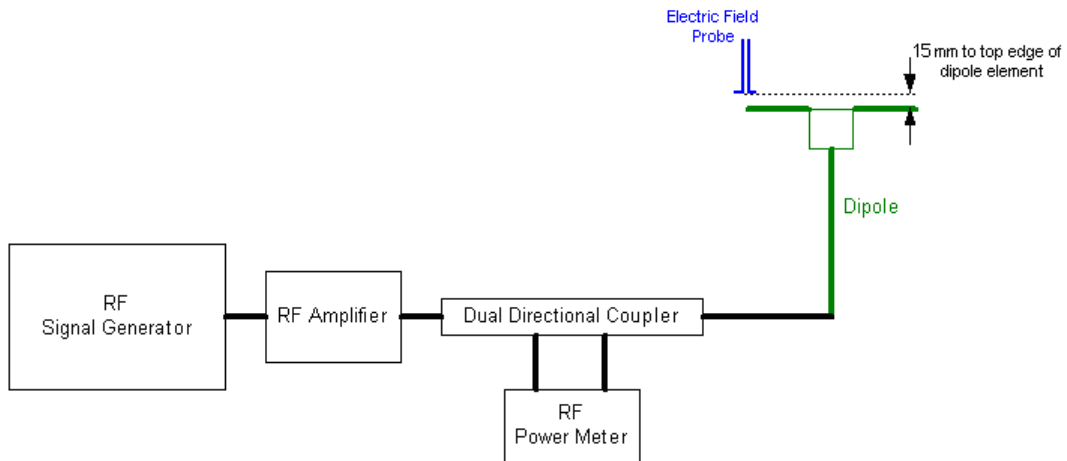 Electric Field
Probe
15 mm to top edge of
dipole element
Dipole
RF
Signal Generator
RF Amplifier
Dual Directional Coupler
RF
Power Meter